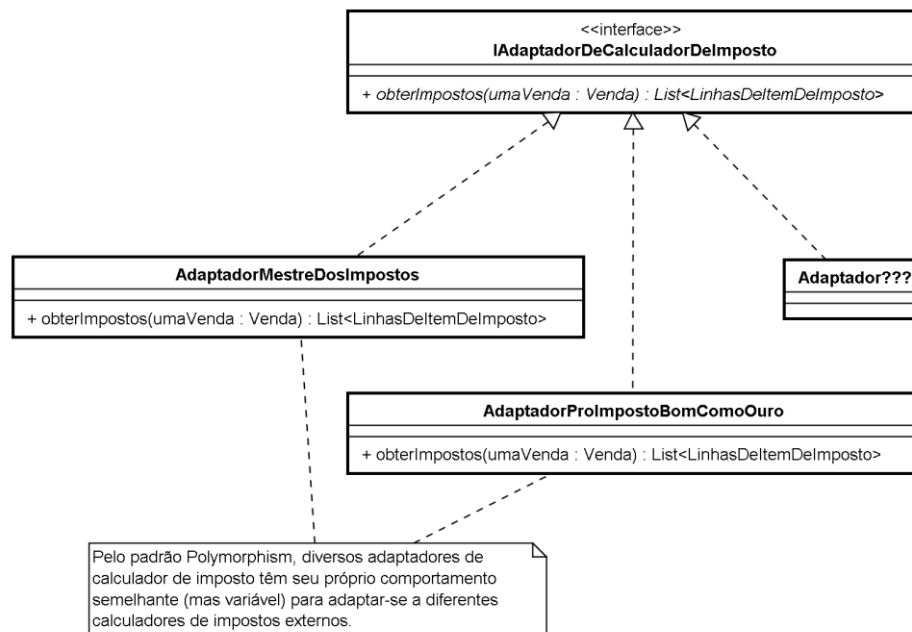 <<interface>>
IAdaptadorDeCalculadorDeImposto
+ obterImpostos(umaVenda : Venda) : List<LinhasDeItemDeImposto>
AdaptadorMestreDosImpostos
+ obterImpostos(umaVenda : Venda) : List<LinhasDeItemDeImposto>
Adaptador???
AdaptadorProImpostoBomComoOuro
+ obterImpostos(umaVenda : Venda) : List<LinhasDeItemDeImposto>
Pelo padrão Polymorphism, diversos adaptadores de
calculador de imposto têm seu próprio comportamento
semelhante (mas variável) para adaptar-se a diferentes
calculadores de impostos externos.